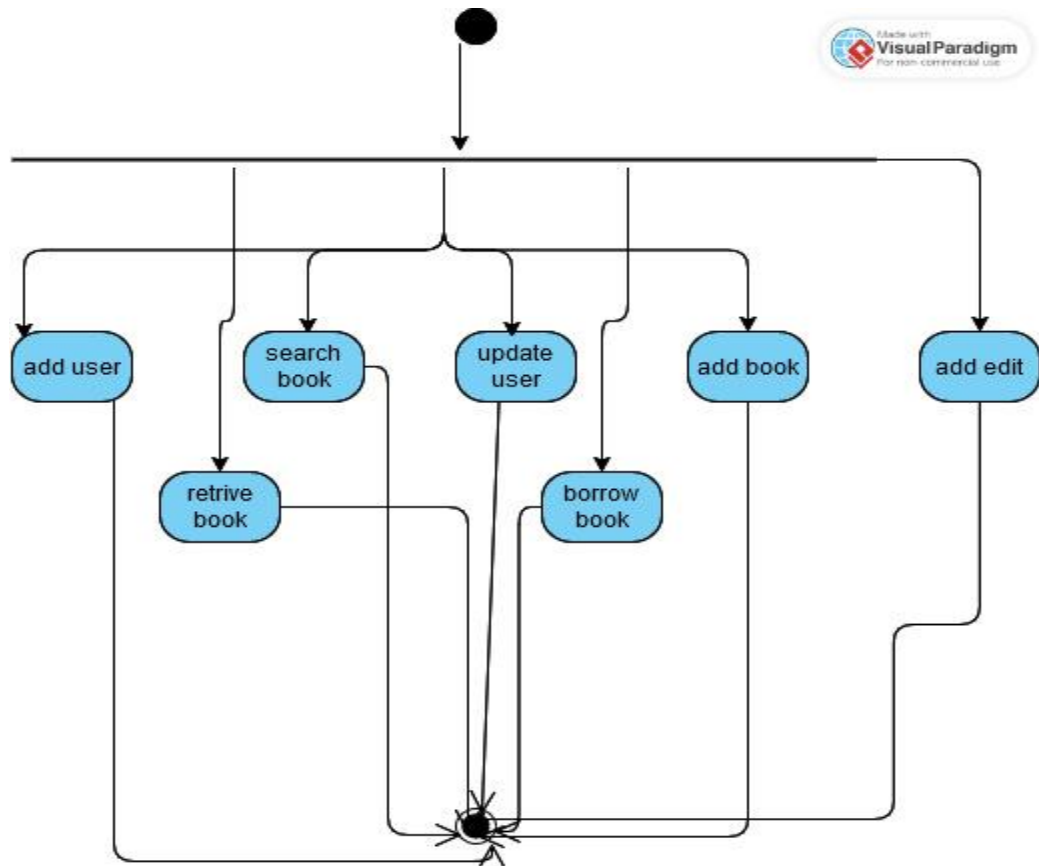 Made with
Visual Paradigm
For non-commercial use
add user
search
book
update
user
add book
add edit
retrive
book
borrow
book